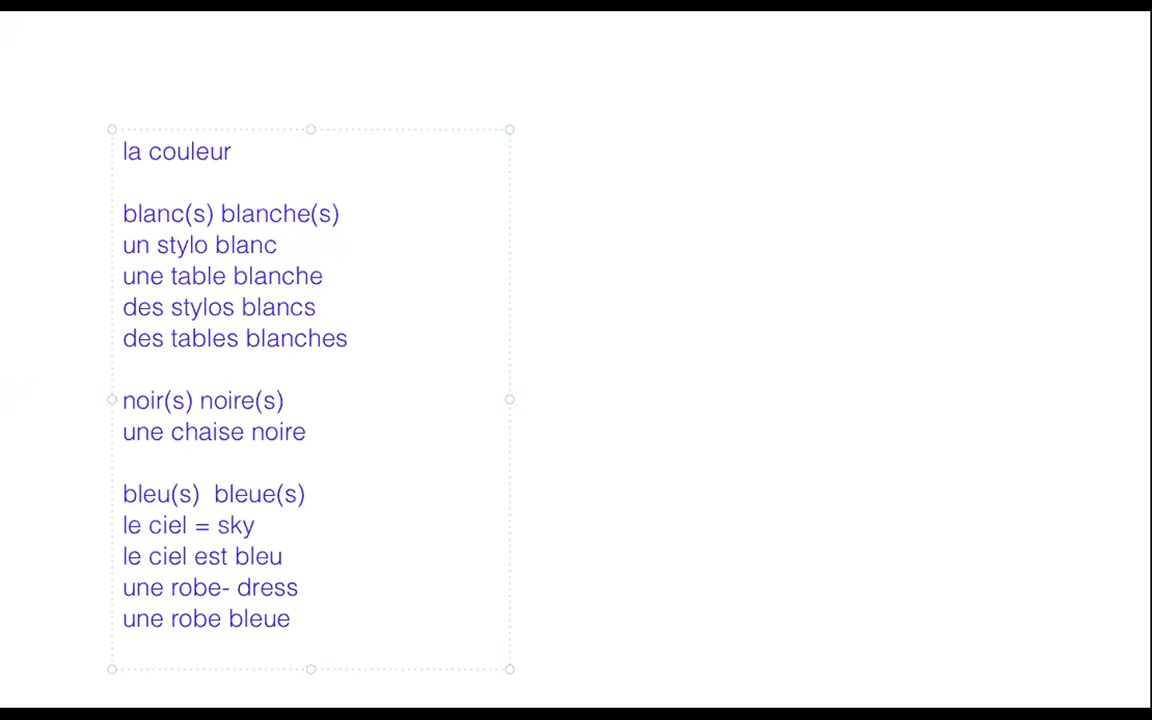 la couleur
blanc(s) blanche(s)
un stylo blanc
une table blanche
des stylos blancs
des tables blanches
noir(s) noire(s)
une chaise noire
bleu(s)  bleue(s)
le ciel = sky
le ciel est bleu
une robe- dress
une robe bleue